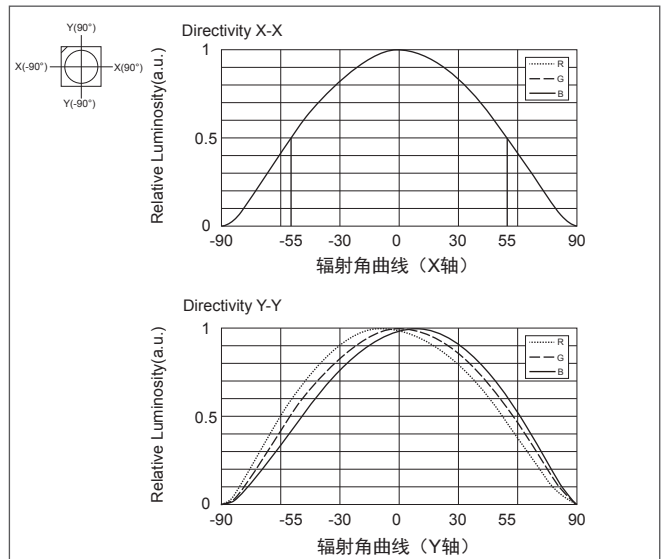 Y(90°)
X(-90°)
X(90°)
Y(-90°)
Directivity X-X
Relative Luminosity(a.u.)
1
0.5
0
R
G
B
-90
-55
-30
0
30
55
90
辐射角曲线（X轴）
Directivity Y-Y
Relative Luminosity(a.u.)
1
0.5
0
R
G
B
-90
-55
-30
0
30
60
90
辐射角曲线（Y轴）